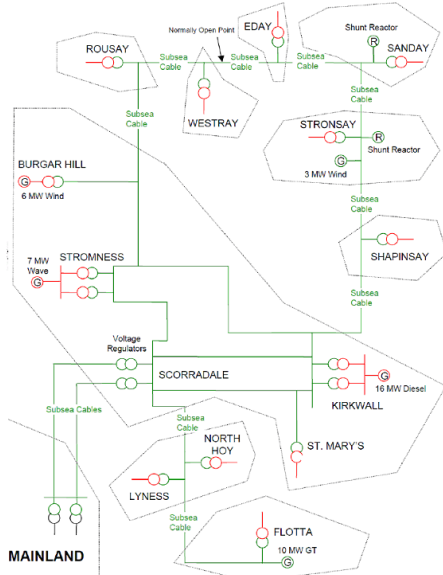 EDAY
Shunt Reactor
Normally Open Point
R
ROUSAY
Subsea
Cable
Subsea
Cable
Subsea
Cable
SANDAY
WESTRAY
Subsea
Cable
Subsea
Cable
STRONSAY
R
Shunt Reactor
G
3 MW Wind
BURGAR HILL
G
6 MW Wind
Subsea
Cable
STROMNESS
7 MW
Wave
G
SHAPINSAY
Subsea
Cable
Voltage
Regulators
SCORRADALE
G
16 MW Diesel
KIRKWALL
Subsea Cables
Subsea
Cable
NORTH
HOY
ST. MARY'S
LYNESS
Subsea
Cable
FLOTTA
10 MW GT
G
MAINLAND